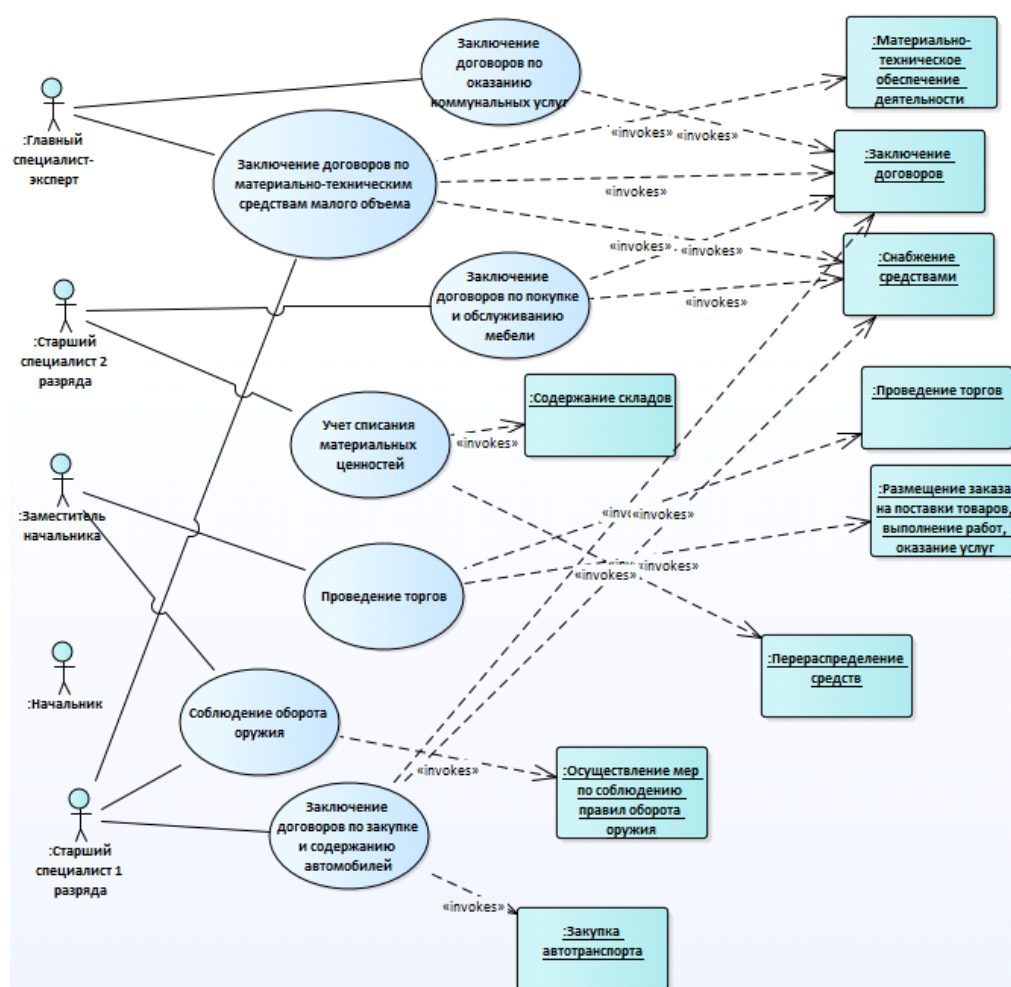 Заключение
договоров по
оказанию
коммунальных услуг
:Материально-
техническое
обеспечение
деятельности
:Главный
специалист-
эксперт
«invokes»
«invokes»
Заключение договоров по
материально-техническим
средствам малого объема
:Заключение
договоров
«invokes»
«invokes»
«invokes»
:Снабжение
средствами
Заключение
договоров по покупке
и обслуживанию
мебели
«invokes»
:Старший
специалист 2
разряда
:Содержание складов
:Проведение торгов
Учет списания
материальных
ценностей
«invokes»
:Заместитель
начальника
:Размещение заказа
на поставки товаров,
выполнение работ,
оказание услуг
«invokes»
«invokes»
«invokes»
Проведение торгов
:Перераспределение
средств
:Начальник
Соблюдение оборота
оружия
«invokes»
:Осуществление мер
по соблюдению
правил оборота
оружия
:Старший
специалист 1
разряда
Заключение
договоров по закупке
и содержанию
автомобилей
«invokes»
:Закупка
автотранспорта